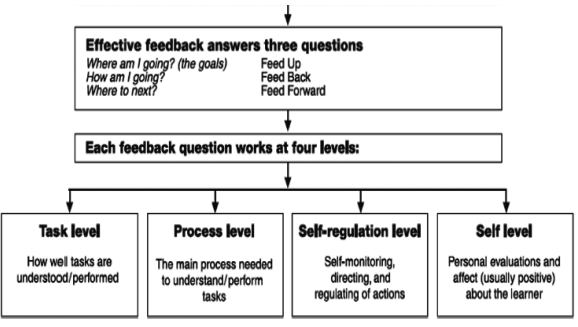 Effective feedback answers three questions
Where am I going? (the goals) Feed Up
How am I going? Feed Back
Where to next? Feed Forward
Each feedback question works at four levels:
Task level
How well tasks are
understood/performed
Process level
The main process needed
to understand/perform
tasks
Self-regulation level
Self-monitoring,
directing, and
regulating of actions
Self level
Personal evaluations and
affect (usually positive)
about the learner